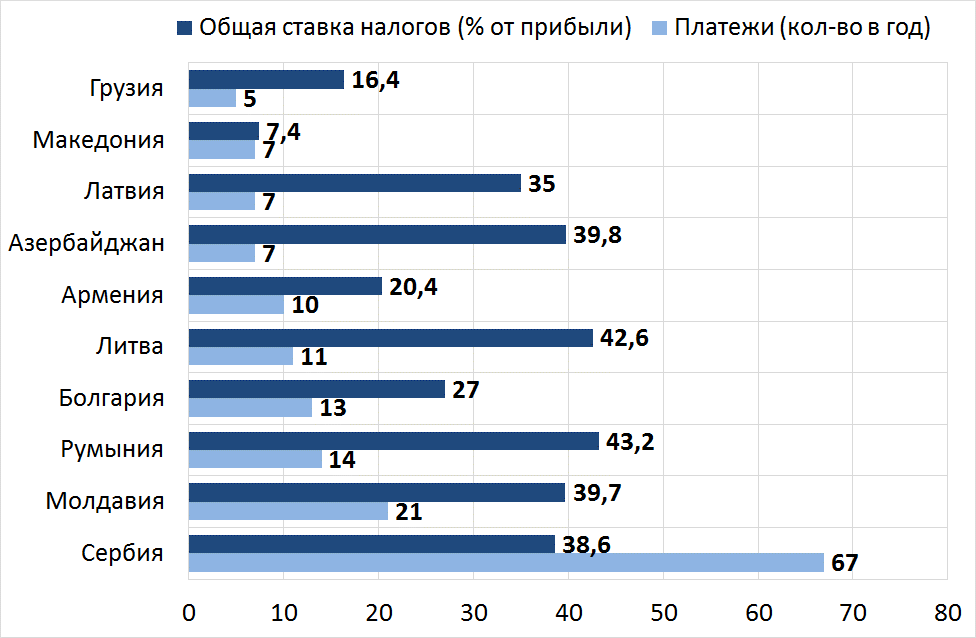 Общая ставка налогов (% от прибыли) Платежи (кол-во в год)
Грузия 16,4
5
Македония 7,4
7
Латвия 35
7
Азербайджан 39,8
7
Армения 20,4
10
Литва 42,6
11
Болгария 27
13
Румыния 43,2
14
Молдавия 39,7
21
Сербия 38,6
67
0 10 20 30 40 50 60 70 80